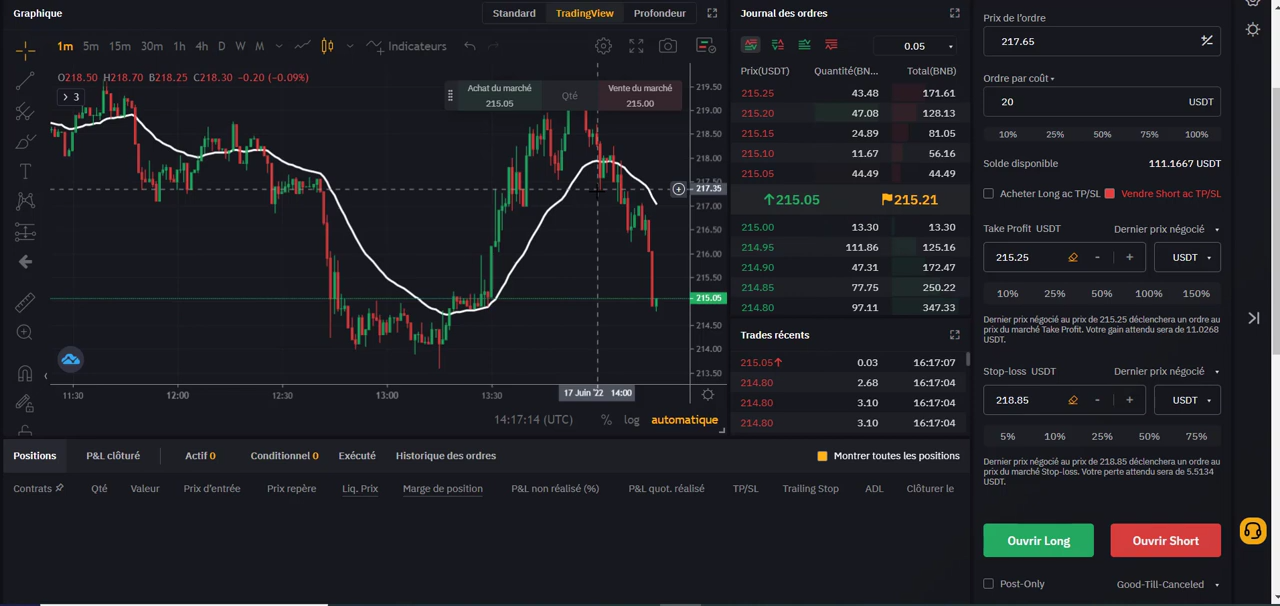 Graphique
Standard TradingView Profondeur
1m 5m 15m 30m 1h 4h D W M Indicateurs
O218.50 H218.70 B218.25 C218.30 −0.20 (−0.09%)
3
Achat du marché
215.05
Qté
Vente du marché
215.00
219.50
219.00
218.50
218.00
217.50
217.35
217.00
216.50
216.00
215.50
215.05
214.50
214.00
213.50
11:30 12:00 12:30 13:00 13:30 17 Juin '22 14:00
14:17:14 (UTC) % log automatique
Journal des ordres
0.05
Prix(USDT) Quantité(BN... Total(BNB)
215.25 43.48 171.61
215.20 47.08 128.13
215.15 24.89 81.05
215.10 11.67 56.16
215.05 44.49 44.49
215.05 215.21
215.00 13.30 13.30
214.95 111.86 125.16
214.90 47.31 172.47
214.85 77.75 250.22
214.80 97.11 347.33
Trades récents
215.05 0.03 16:17:07
214.80 2.68 16:17:04
214.80 3.10 16:17:04
214.80 3.10 16:17:04
Prix de l'ordre
217.65
Ordre par coût
20 USDT
10% 25% 50% 75% 100%
Solde disponible 111.1667 USDT
Acheter Long ac TP/SL Vendre Short ac TP/SL
Take Profit USDT Dernier prix négocié
215.25 - + USDT
10% 25% 50% 100% 150%
Dernier prix négocié au prix de 215.25 déclenchera un ordre au
prix du marché Take Profit. Votre gain attendu sera de 11.0268
USDT.
Stop-loss USDT Dernier prix négocié
218.85 - + USDT
5% 10% 25% 50% 75%
Dernier prix négocié au prix de 218.85 déclenchera un ordre au
prix du marché Stop-loss. Votre perte attendu sera de 5.5134
USDT.
Ouvrir Long Ouvrir Short
Post-Only Good-Till-Canceled
Positions P&L clôturé Actif 0 Conditionnel 0 Exécuté Historique des ordres Montrer toutes les positions
Contrats Qté Valeur Prix d'entrée Prix repère Liq. Prix Marge de position P&L non réalisé (%) P&L quot. réalisé TP/SL Trailing Stop ADL Clôturer le